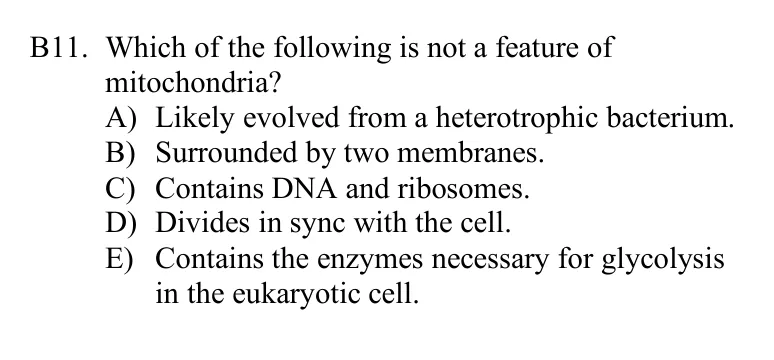 B11. Which of the following is not a feature of
mitochondria?
A) Likely evolved from a heterotrophic bacterium.
B) Surrounded by two membranes.
C) Contains DNA and ribosomes.
D) Divides in sync with the cell.
E) Contains the enzymes necessary for glycolysis
in the eukaryotic cell.